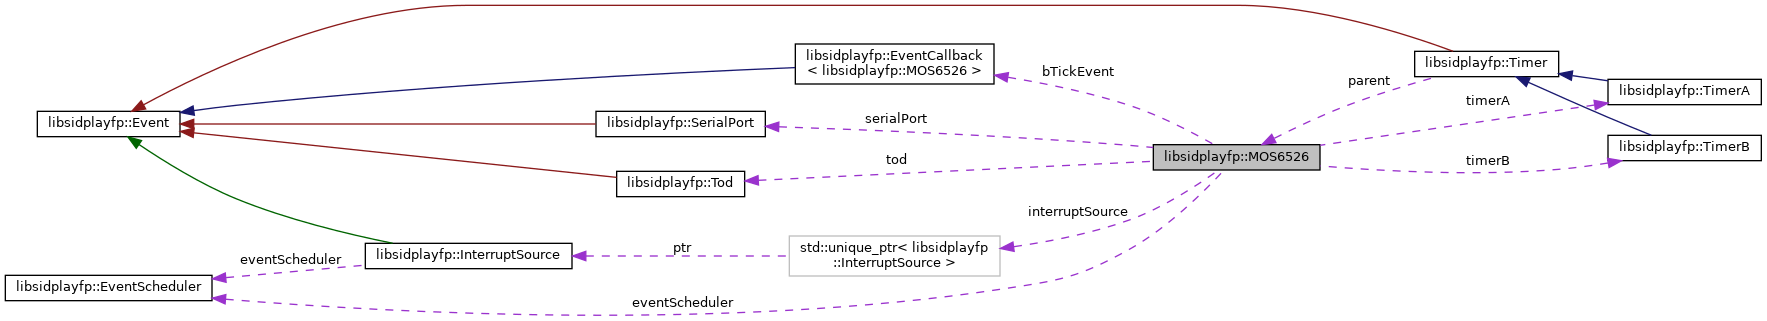 libsidplayfp::EventCallback
< libsidplayfp::MOS6526 >
libsidplayfp::Timer
bTickEvent
parent
libsidplayfp::TimerA
timerA
libsidplayfp::Event
libsidplayfp::SerialPort
serialPort
libsidplayfp::MOS6526
libsidplayfp::TimerB
tod
timerB
libsidplayfp::Tod
interruptSource
std::unique_ptr< libsidplayfp
::InterruptSource >
ptr
libsidplayfp::InterruptSource
eventScheduler
libsidplayfp::EventScheduler
eventScheduler